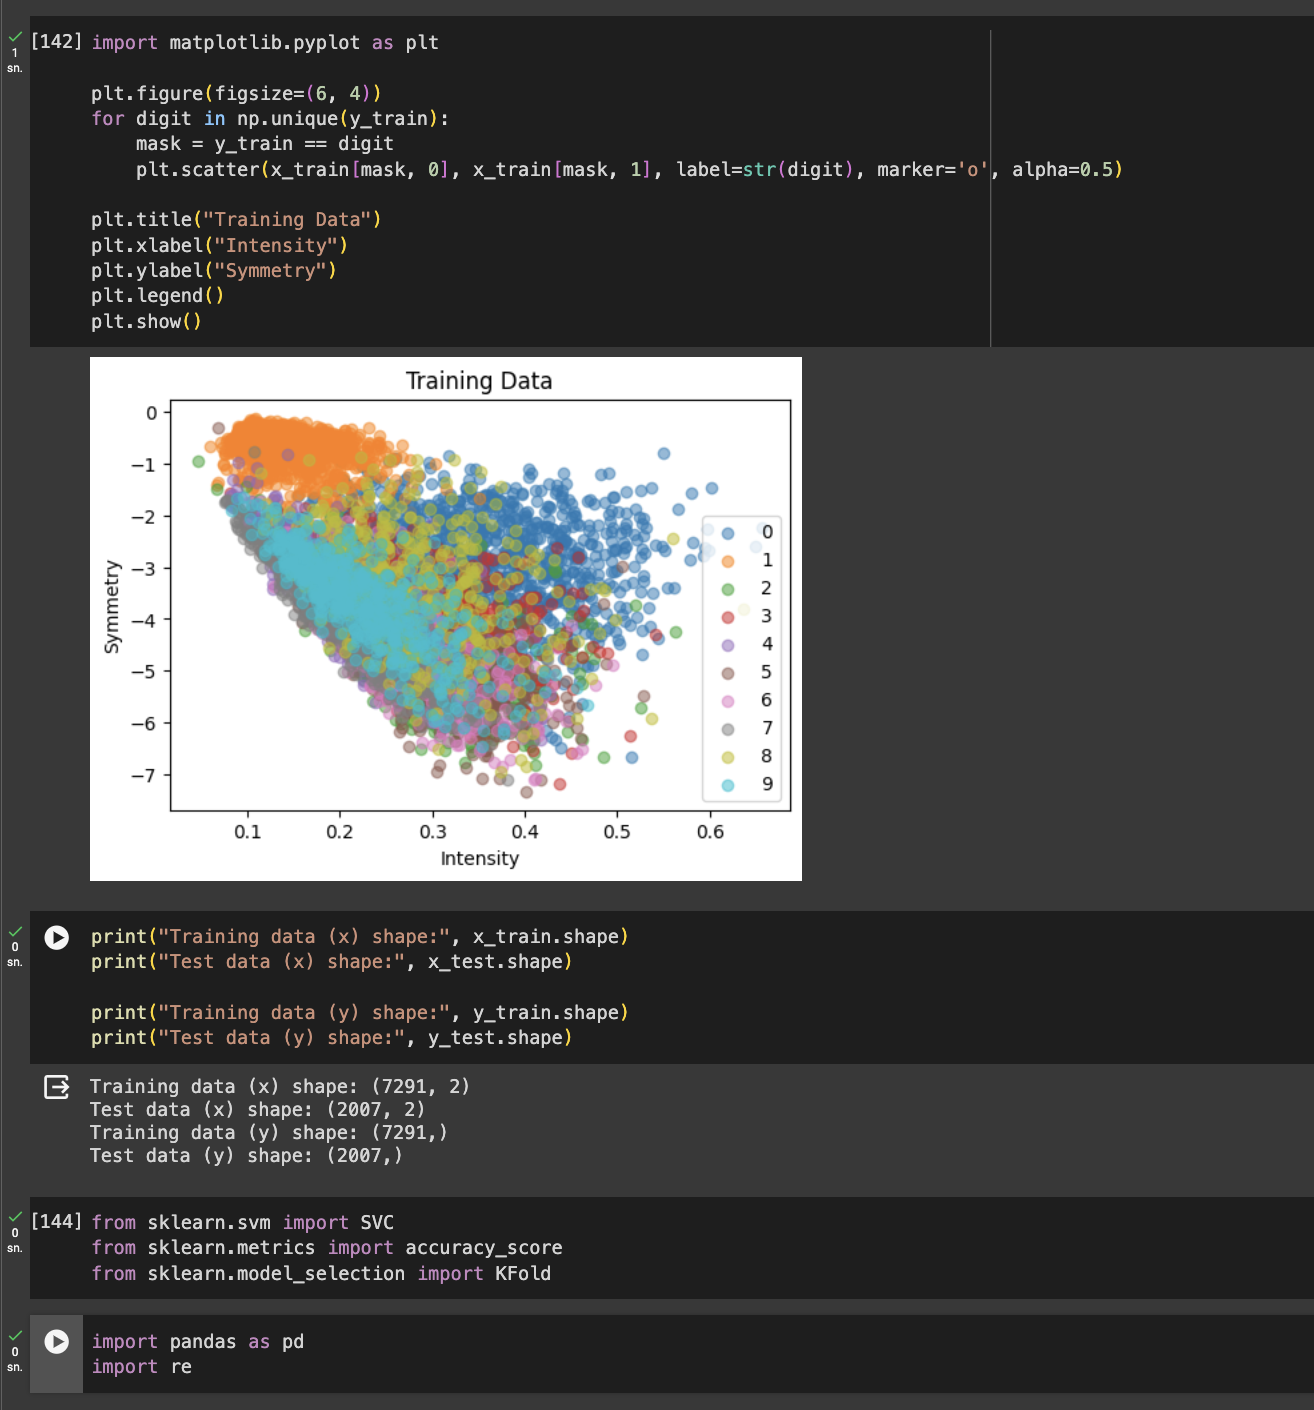 1
sn.
[142] import matplotlib.pyplot as plt
plt.figure(figsize=(6, 4))
for digit in np.unique(y_train):
    mask = y_train == digit
    plt.scatter(x_train[mask, 0], x_train[mask, 1], label=str(digit), marker='o', alpha=0.5)
plt.title("Training Data")
plt.xlabel("Intensity")
plt.ylabel("Symmetry")
plt.legend()
plt.show()
Training Data
0
−1
−2
−3
−4
−5
−6
−7
Symmetry
0
1
2
3
4
5
6
7
8
9
0.1 0.2 0.3 0.4 0.5 0.6
Intensity
0
sn.
print("Training data (x) shape:", x_train.shape)
print("Test data (x) shape:", x_test.shape)
print("Training data (y) shape:", y_train.shape)
print("Test data (y) shape:", y_test.shape)
Training data (x) shape: (7291, 2)
Test data (x) shape: (2007, 2)
Training data (y) shape: (7291,)
Test data (y) shape: (2007,)
0
sn.
[144] from sklearn.svm import SVC
from sklearn.metrics import accuracy_score
from sklearn.model_selection import KFold
0
sn.
import pandas as pd
import re